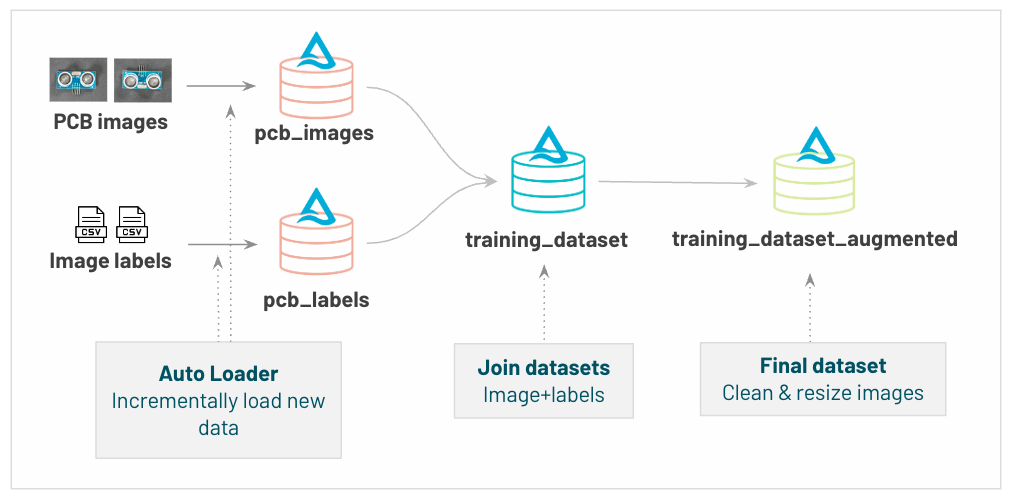 PCB images
pcb_images
CSV CSV
Image labels
pcb_labels
training_dataset
training_dataset_augmented
Auto Loader
Incrementally load new
data
Join datasets
Image+labels
Final dataset
Clean & resize images